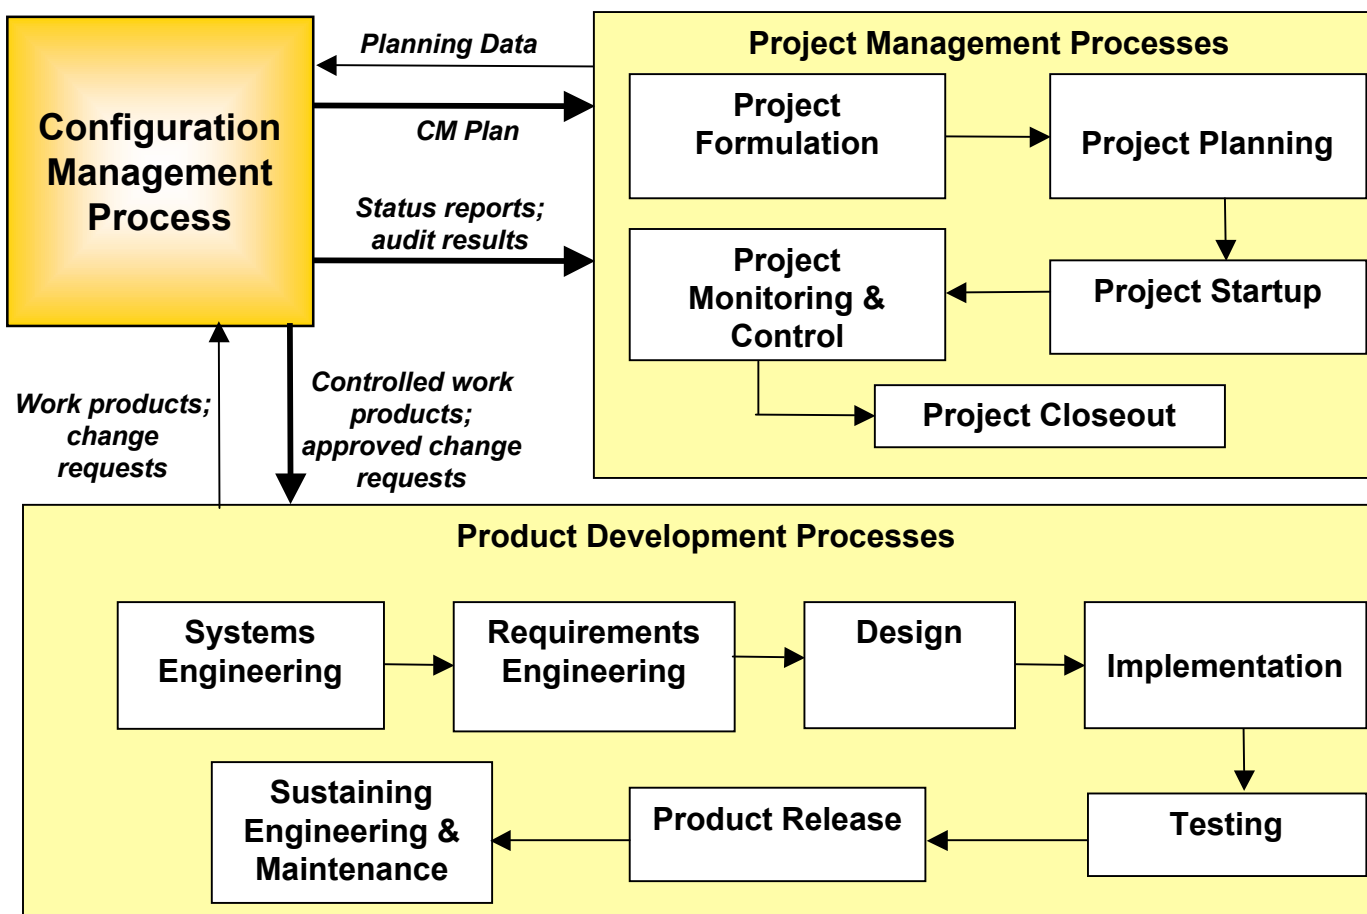 Configuration
Management
Process
Planning Data
CM Plan
Status reports;
audit results
Project Management Processes
Project
Formulation
Project Planning
Project Startup
Project
Monitoring &
Control
Project Closeout
Work products;
change
requests
Controlled work
products;
approved change
requests
Product Development Processes
Systems
Engineering
Requirements
Engineering
Design
Implementation
Testing
Product Release
Sustaining
Engineering &
Maintenance